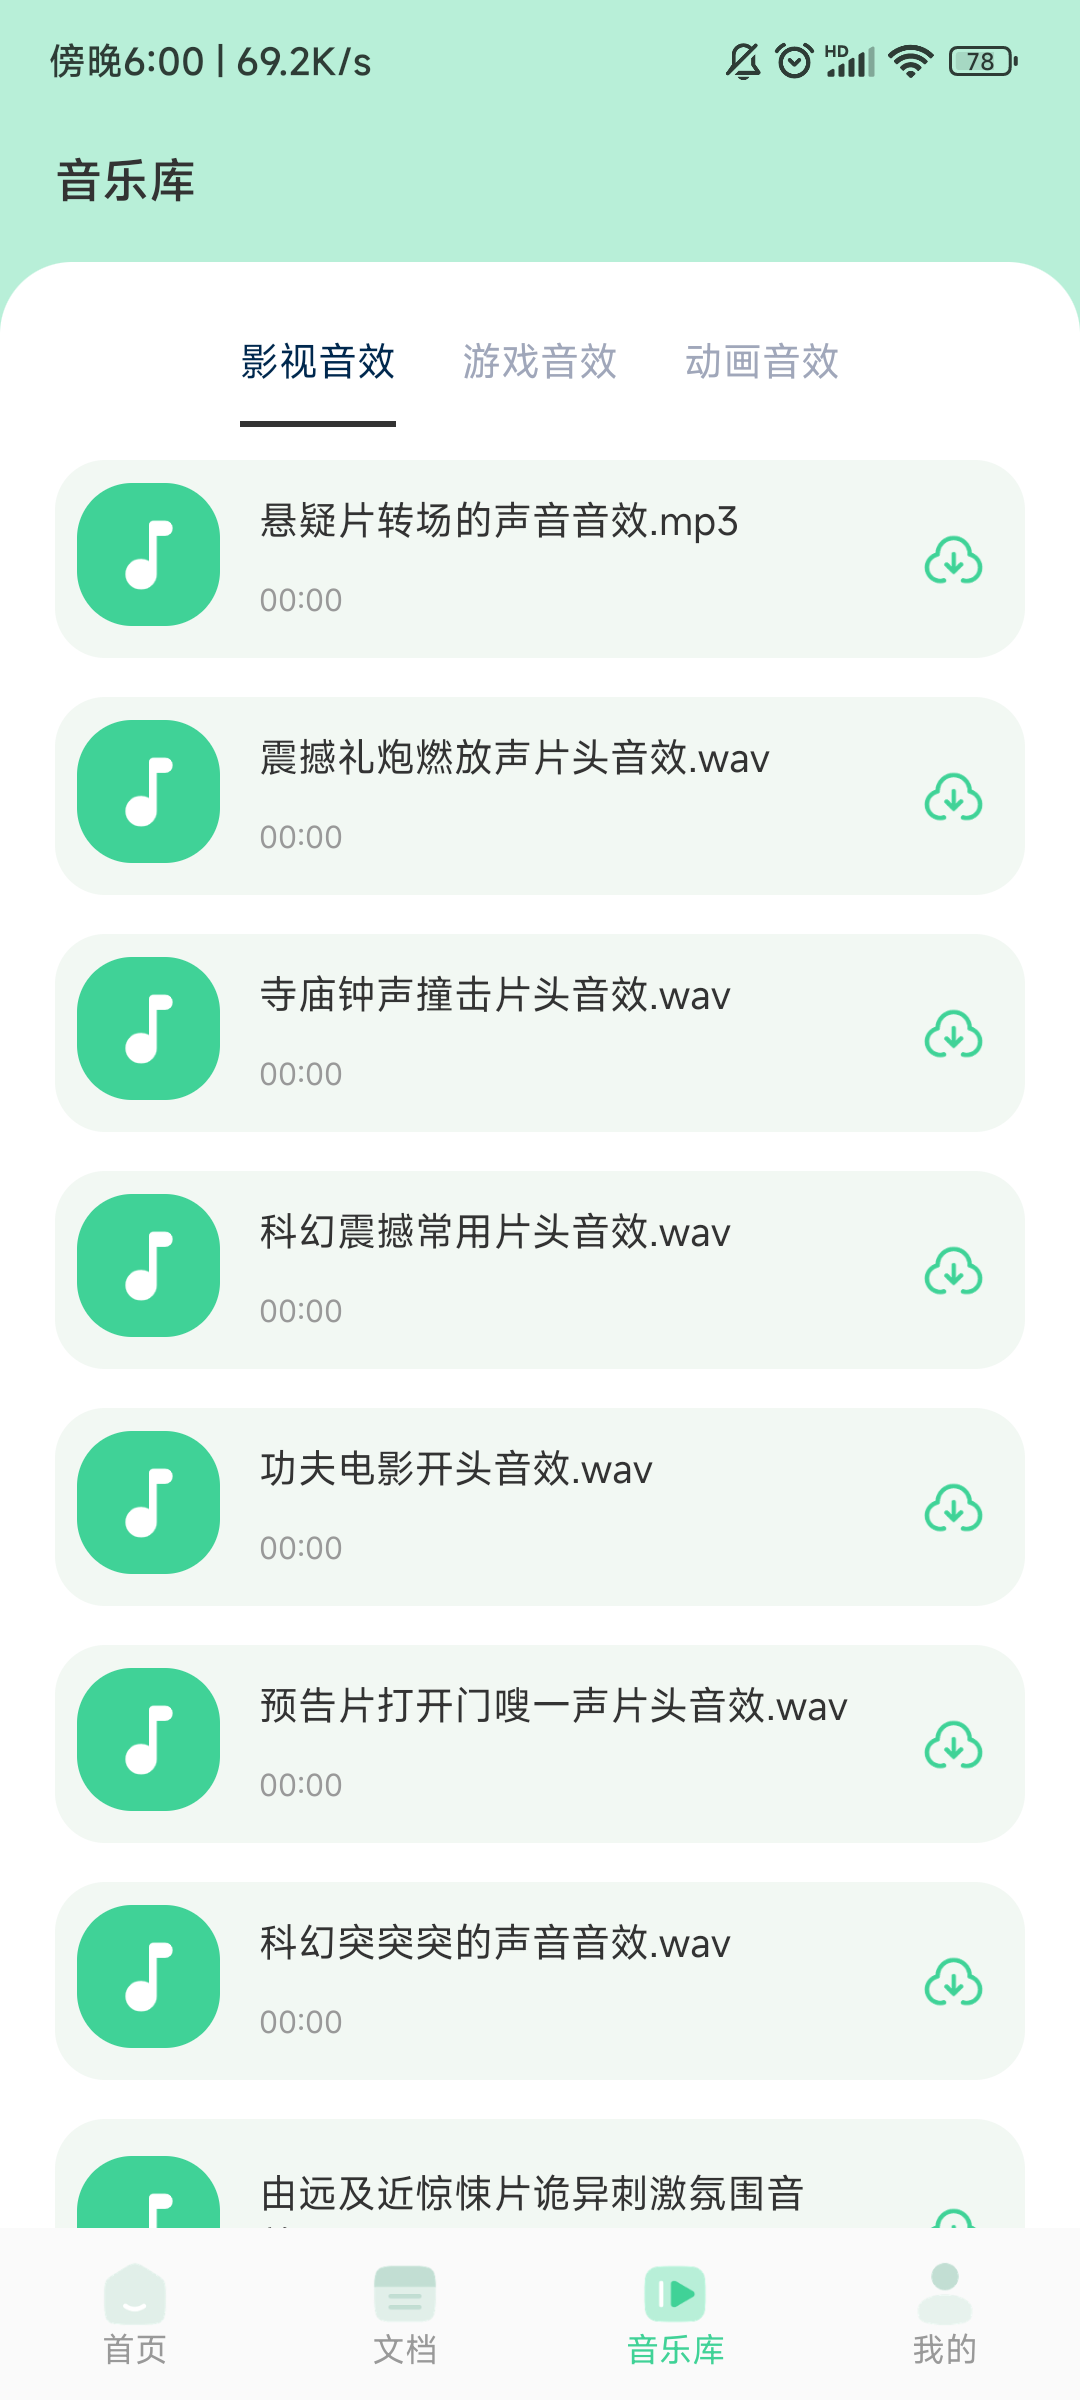 傍晚6:00 | 69.2K/s HD 78
音乐库
影视音效 游戏音效 动画音效
悬疑片转场的声音音效.mp3
00:00
震撼礼炮燃放声片头音效.wav
00:00
寺庙钟声撞击片头音效.wav
00:00
科幻震撼常用片头音效.wav
00:00
功夫电影开头音效.wav
00:00
预告片打开门嗖一声片头音效.wav
00:00
科幻突突突的声音音效.wav
00:00
由远及近惊悚片诡异刺激氛围音
首页 文档 音乐库 我的